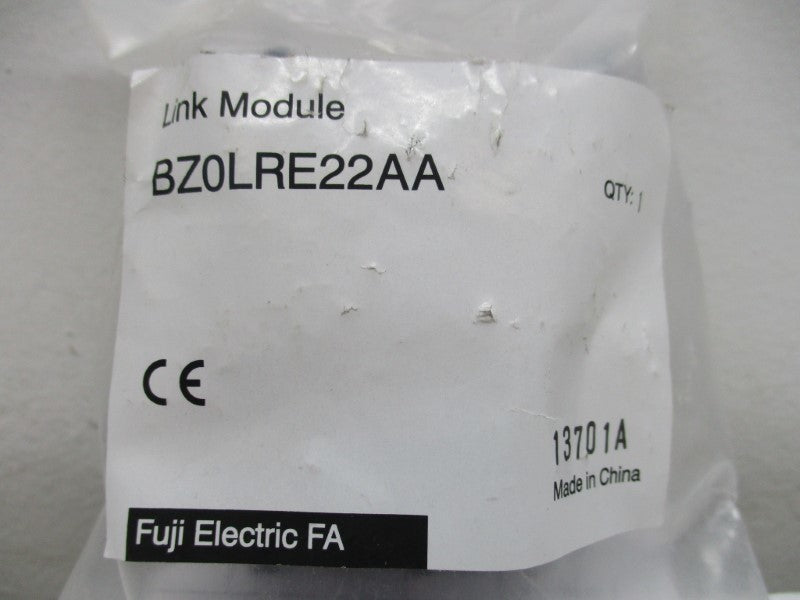 Link Module
BZ0LRE22AA
QTY: 1
CE
13701A
Made in China
Fuji Electric FA